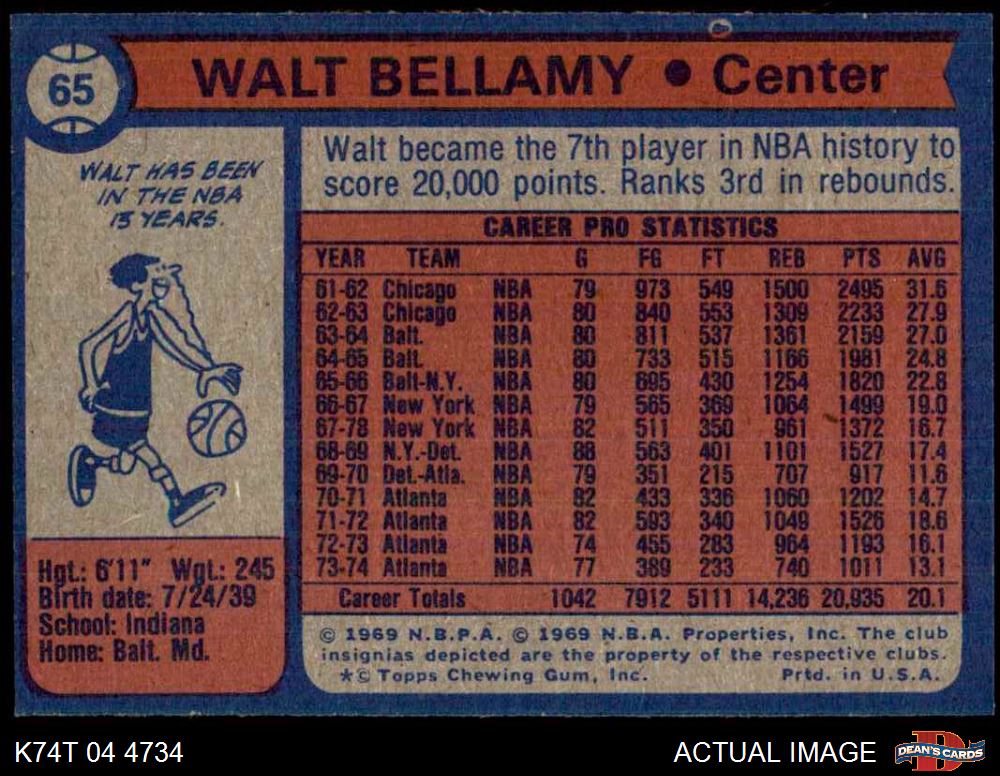 65
WALT BELLAMY • Center
WALT HAS BEEN
IN THE NBA
13 YEARS.
Walt became the 7th player in NBA history to
score 20,000 points. Ranks 3rd in rebounds.
CAREER PRO STATISTICS
YEAR TEAM G FG FT REB PTS AVG
61-62 Chicago NBA 79 973 549 1500 2495 31.6
62-63 Chicago NBA 80 840 553 1309 2233 27.9
63-64 Balt. NBA 80 811 537 1361 2159 27.0
64-65 Balt. NBA 80 733 515 1166 1981 24.8
65-66 Balt-N.Y. NBA 80 695 430 1254 1820 22.8
66-67 New York NBA 79 565 369 1064 1499 19.0
67-78 New York NBA 82 511 350 961 1372 16.7
68-69 N.Y.-Det. NBA 88 563 401 1101 1527 17.4
69-70 Det.-Atla. NBA 79 351 215 707 917 11.6
70-71 Atlanta NBA 82 433 336 1060 1202 14.7
71-72 Atlanta NBA 82 593 340 1049 1526 18.6
72-73 Atlanta NBA 74 455 283 964 1193 16.1
73-74 Atlanta NBA 77 389 233 740 1011 13.1
Career Totals 1042 7912 5111 14,236 20,935 20.1
Hgt.: 6'11" Wgt.: 245
Birth date: 7/24/39
School: Indiana
Home: Balt. Md.
© 1969 N.B.P.A. © 1969 N.B.A. Properties, Inc. The club
insignias depicted are the property of the respective clubs.
*© Topps Chewing Gum, Inc. Prtd. in U.S.A.
K74T 04 4734
ACTUAL IMAGE
DEAN'S CARDS